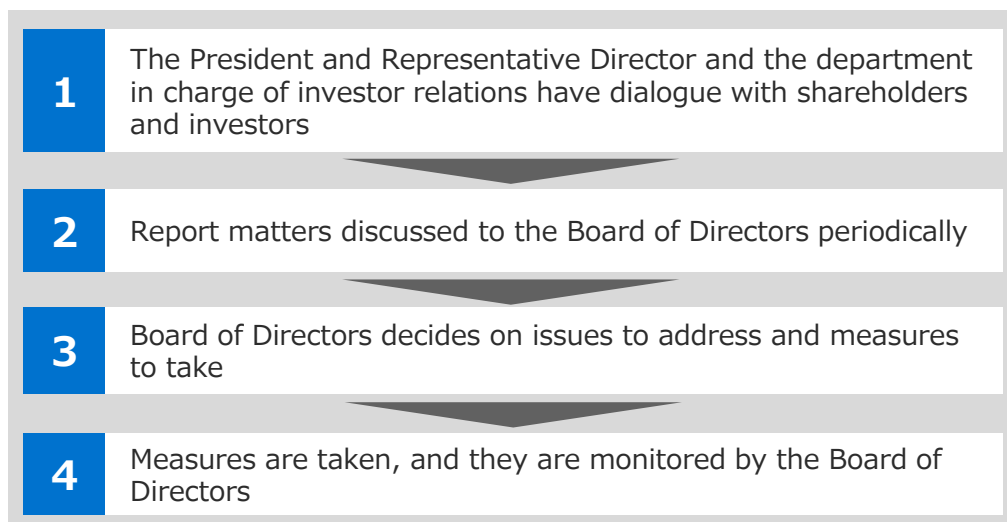 1
The President and Representative Director and the department
in charge of investor relations have dialogue with shareholders
and investors
2
Report matters discussed to the Board of Directors periodically
3
Board of Directors decides on issues to address and measures
to take
4
Measures are taken, and they are monitored by the Board of
Directors